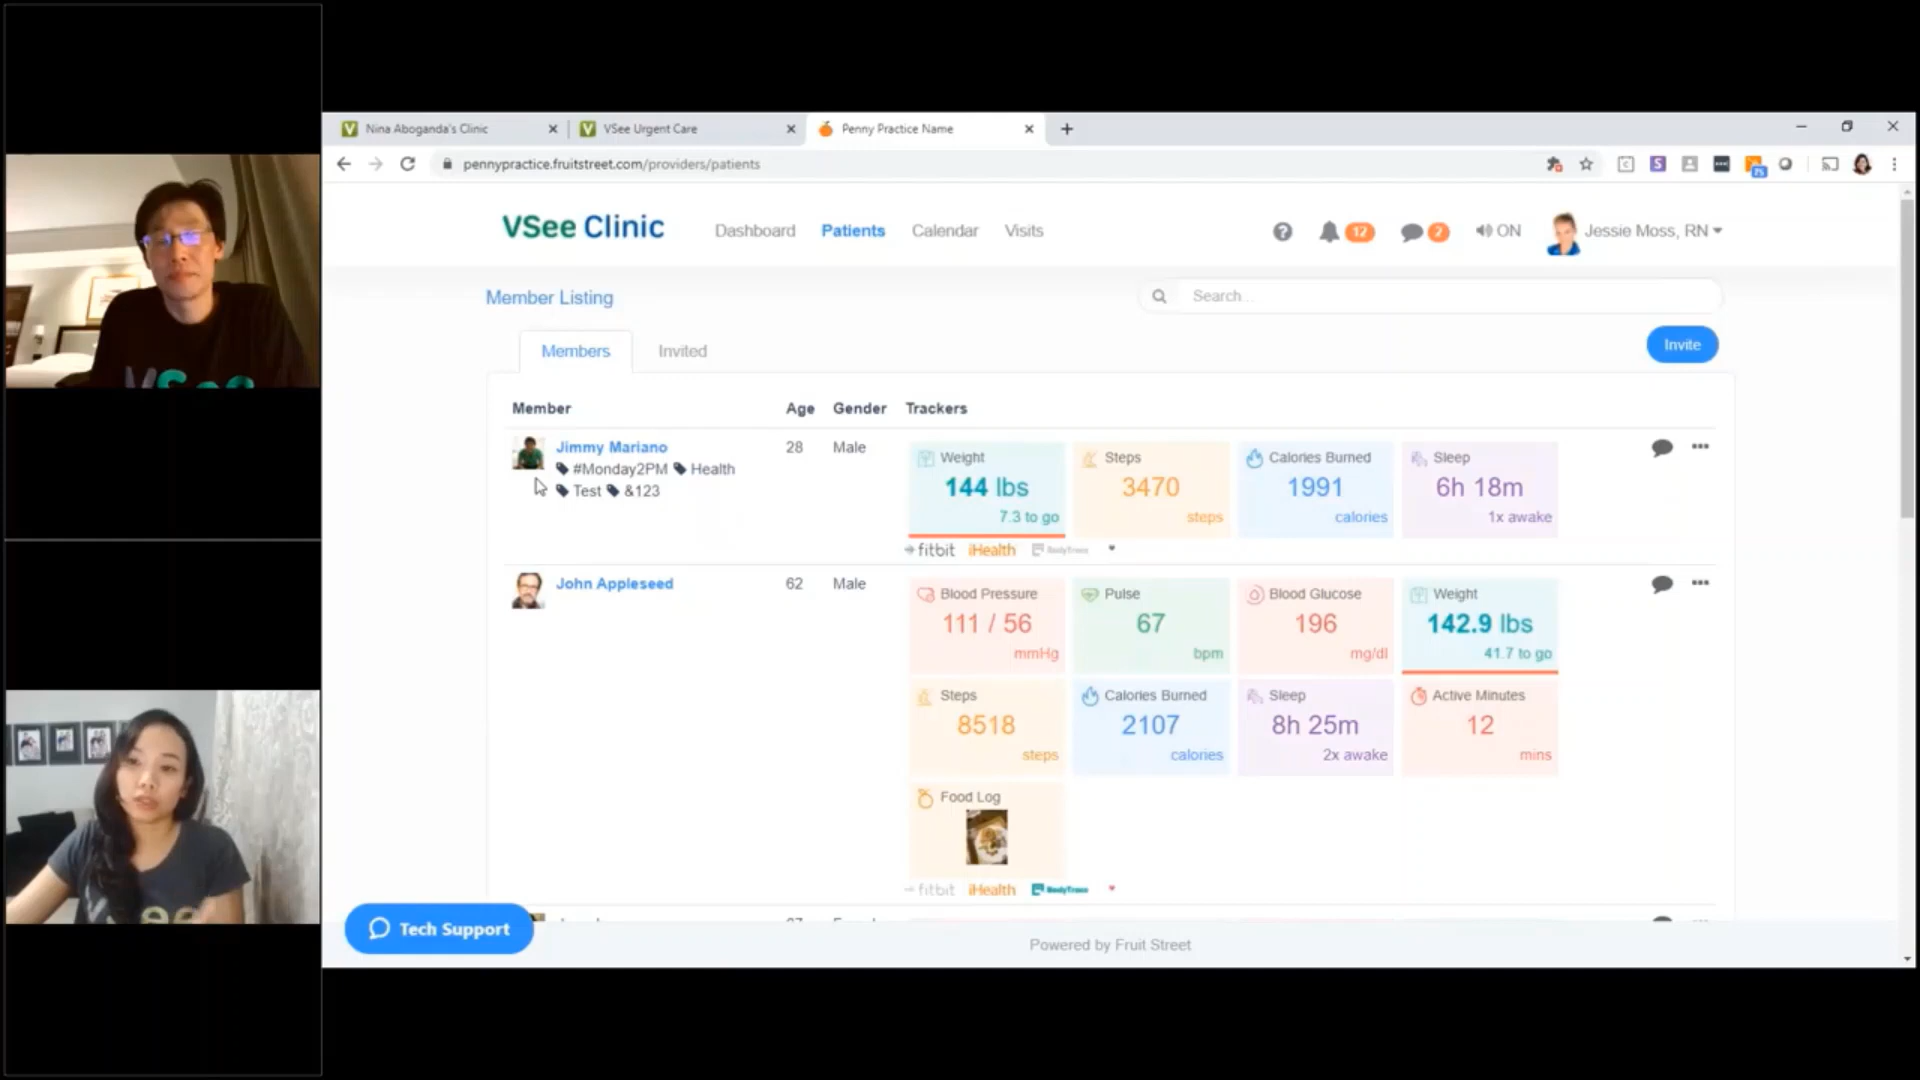 Nina Aboganda's Clinic
VSee Urgent Care
Penny Practice Name
pennypractice.fruitstreet.com/providers/patients
75
VSee Clinic
Dashboard
Patients
Calendar
Visits
12
2
ON
Jessie Moss, RN
Member Listing
Search...
Members
Invited
Invite
Member Age Gender Trackers
Jimmy Mariano
#Monday2PM Health
Test &123
28
Male
Weight
144 lbs
7.3 to go
Steps
3470
steps
Calories Burned
1991
calories
Sleep
6h 18m
1x awake
fitbit iHealth BodyTrace
John Appleseed
62
Male
Blood Pressure
111 / 56
mmHg
Pulse
67
bpm
Blood Glucose
196
mg/dl
Weight
142.9 lbs
41.7 to go
Steps
8518
steps
Calories Burned
2107
calories
Sleep
8h 25m
2x awake
Active Minutes
12
mins
Food Log
fitbit iHealth BodyTrace
Tech Support
Powered by Fruit Street